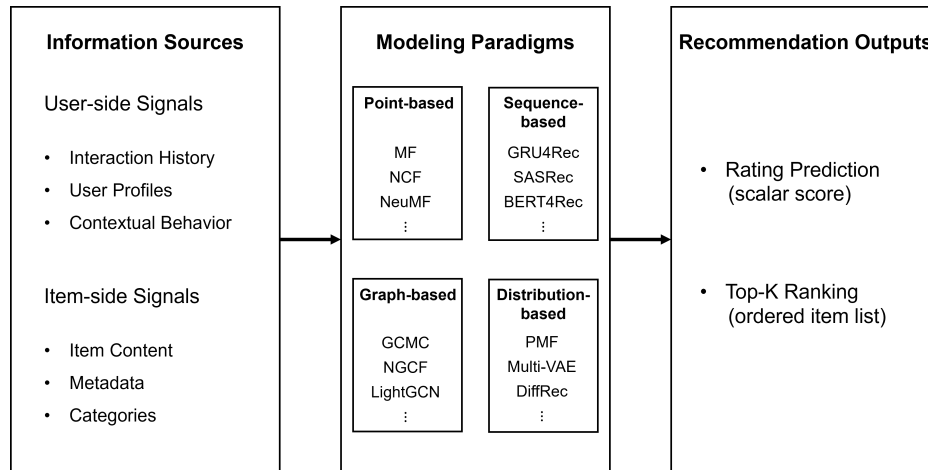 Information Sources
User-side Signals
• Interaction History
• User Profiles
• Contextual Behavior
Item-side Signals
• Item Content
• Metadata
• Categories
Modeling Paradigms
Point-based
MF
NCF
NeuMF
⋮
Sequence-
based
GRU4Rec
SASRec
BERT4Rec
⋮
Graph-based
GCMC
NGCF
LightGCN
⋮
Distribution-
based
PMF
Multi-VAE
DiffRec
⋮
Recommendation Outputs
• Rating Prediction
(scalar score)
• Top-K Ranking
(ordered item list)